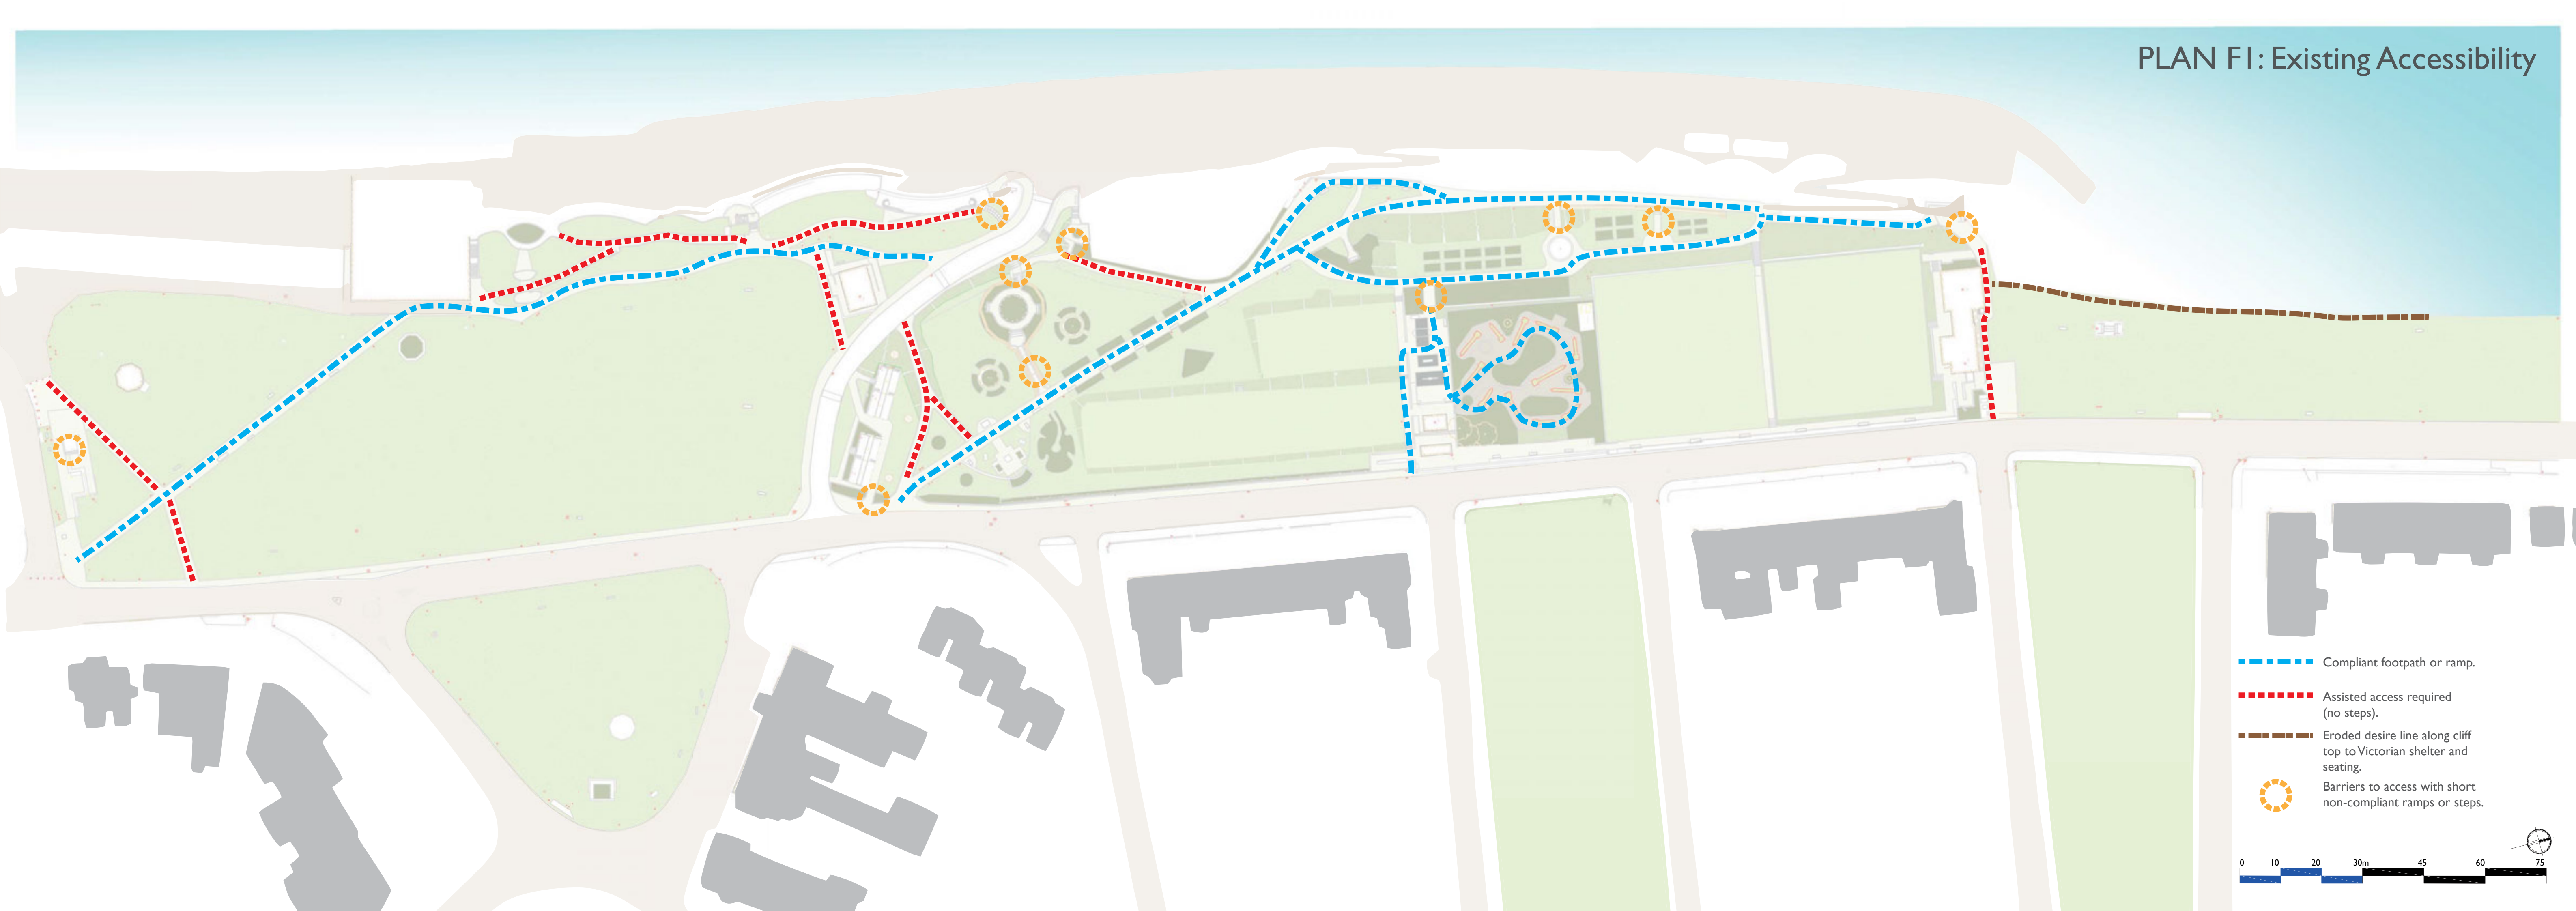 PLAN F1: Existing Accessibility
Compliant footpath or ramp.
Assisted access required
(no steps).
Eroded desire line along cliff
top to Victorian shelter and
seating.
Barriers to access with short
non-compliant ramps or steps.
0 10 20 30m 45 60 75